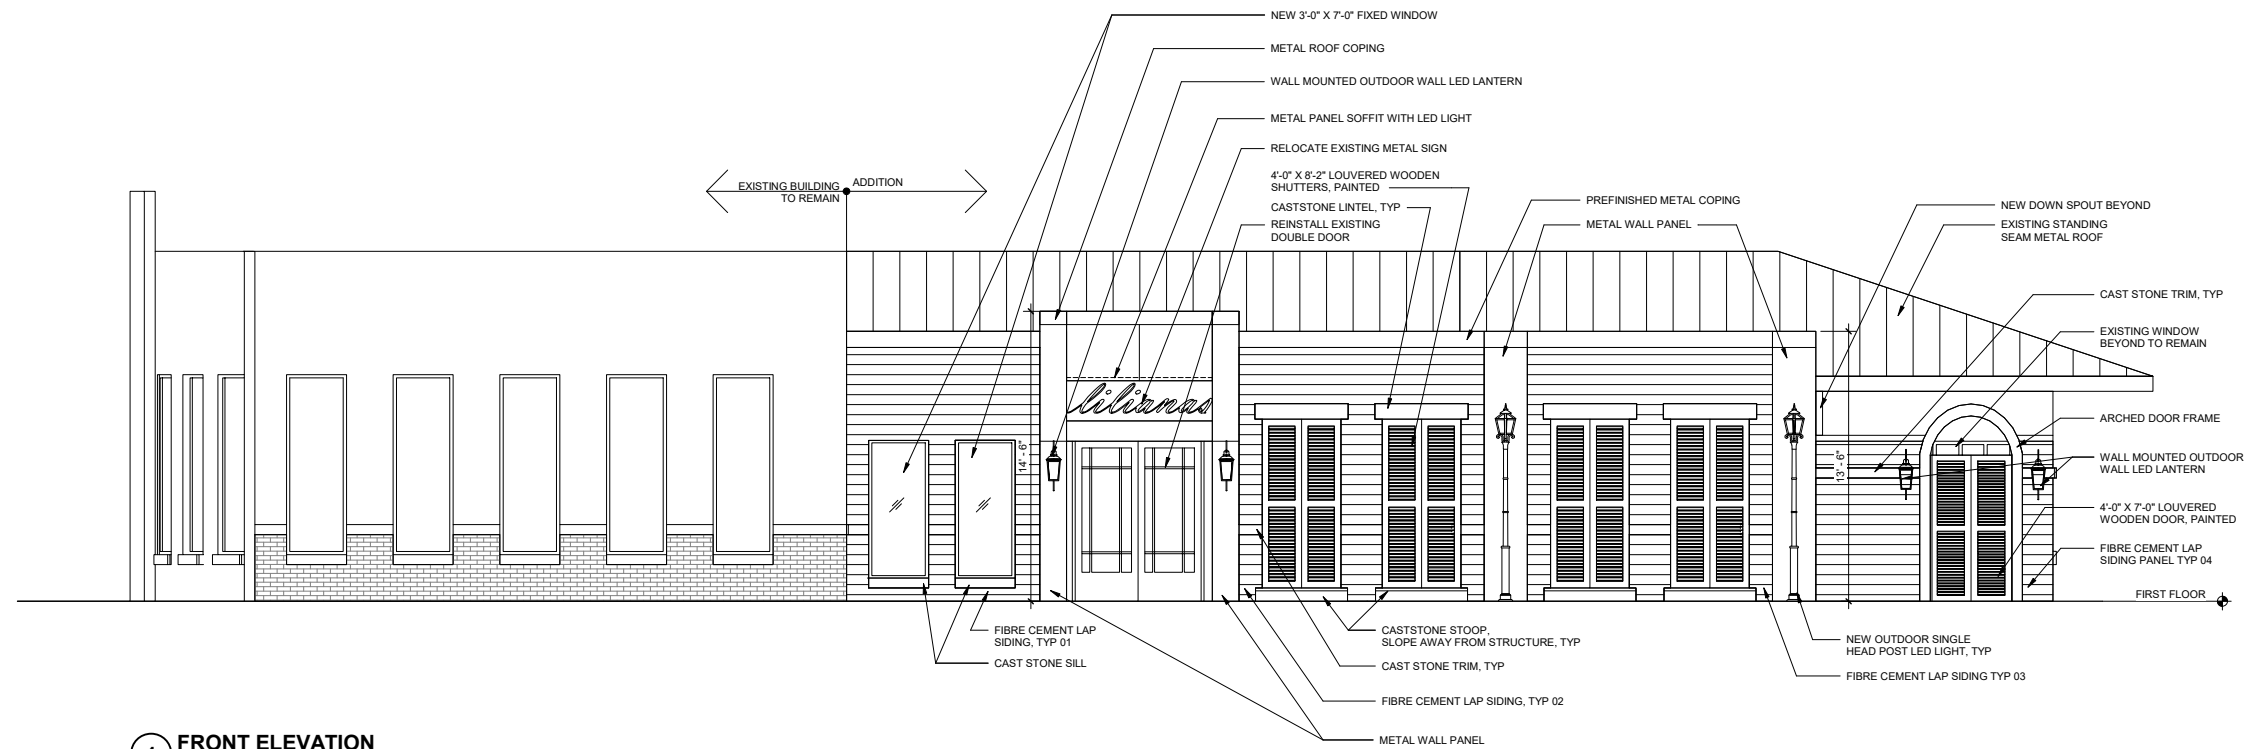 NEW 3'-0" X 7'-0" FIXED WINDOW
METAL ROOF COPING
WALL MOUNTED OUTDOOR WALL LED LANTERN
METAL PANEL SOFFIT WITH LED LIGHT
RELOCATE EXISTING METAL SIGN
4'-0" X 8'-2" LOUVERED WOODEN
SHUTTERS, PAINTED
CASTSTONE LINTEL, TYP
REINSTALL EXISTING
DOUBLE DOOR
EXISTING BUILDING
TO REMAIN
ADDITION
PREFINISHED METAL COPING
METAL WALL PANEL
NEW DOWN SPOUT BEYOND
EXISTING STANDING
SEAM METAL ROOF
CAST STONE TRIM, TYP
EXISTING WINDOW
BEYOND TO REMAIN
ARCHED DOOR FRAME
WALL MOUNTED OUTDOOR
WALL LED LANTERN
4'-0" X 7'-0" LOUVERED
WOODEN DOOR, PAINTED
FIBRE CEMENT LAP
SIDING PANEL TYP 04
FIRST FLOOR
lilianas
14' - 6"
13' - 6"
FIBRE CEMENT LAP
SIDING, TYP 01
CAST STONE SILL
CASTSTONE STOOP,
SLOPE AWAY FROM STRUCTURE, TYP
CAST STONE TRIM, TYP
FIBRE CEMENT LAP SIDING, TYP 02
METAL WALL PANEL
NEW OUTDOOR SINGLE
HEAD POST LED LIGHT, TYP
FIBRE CEMENT LAP SIDING TYP 03
FRONT ELEVATION